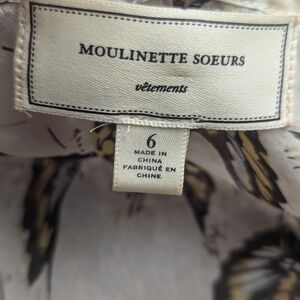 MOULINETTE SOEURS
vêtements
6
MADE IN
CHINA
FABRIQUÉ EN
CHINE